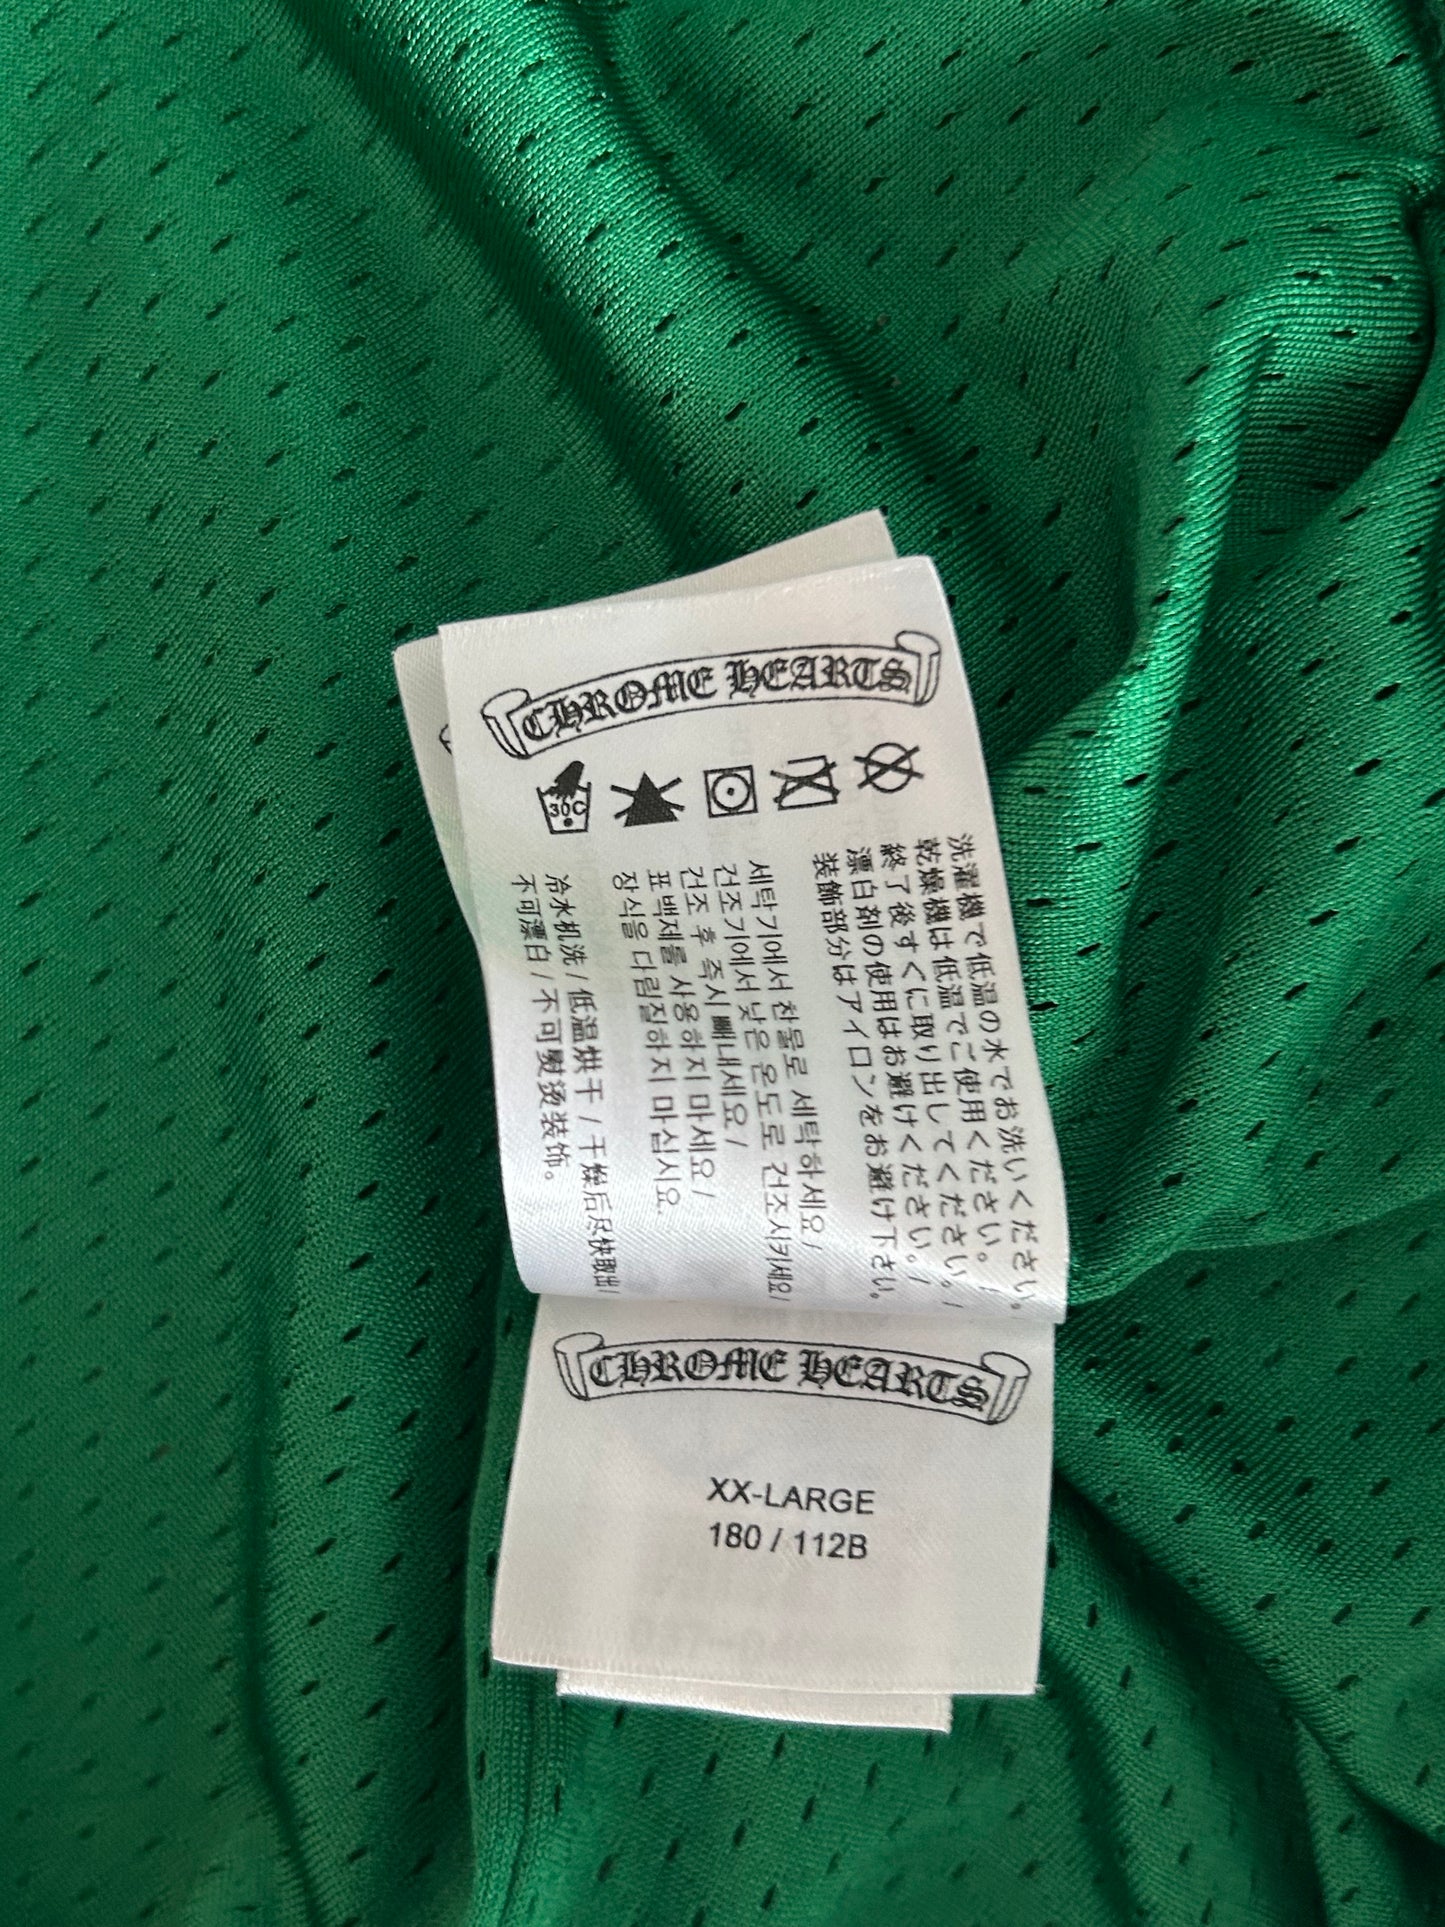 CHROME HEARTS
30C
洗濯機で低温の水でお洗いください。
乾燥機は低温でご使用ください。/
終了後すぐに取り出してください。/
漂白剤の使用はお避けください。/
装飾部分はアイロンをお避け下さい。
세탁기에서 찬물로 세탁하세요/
건조기에서 낮은 온도로 건조시키세요/
건조 후 즉시 빼내세요/
표백제를 사용하지 마세요/
장식을 다림질하지 마십시요.
冷水机洗/低温烘干/干燥后尽快取出/
不可漂白/不可熨烫装饰。
CHROME HEARTS
XX-LARGE
180 / 112B